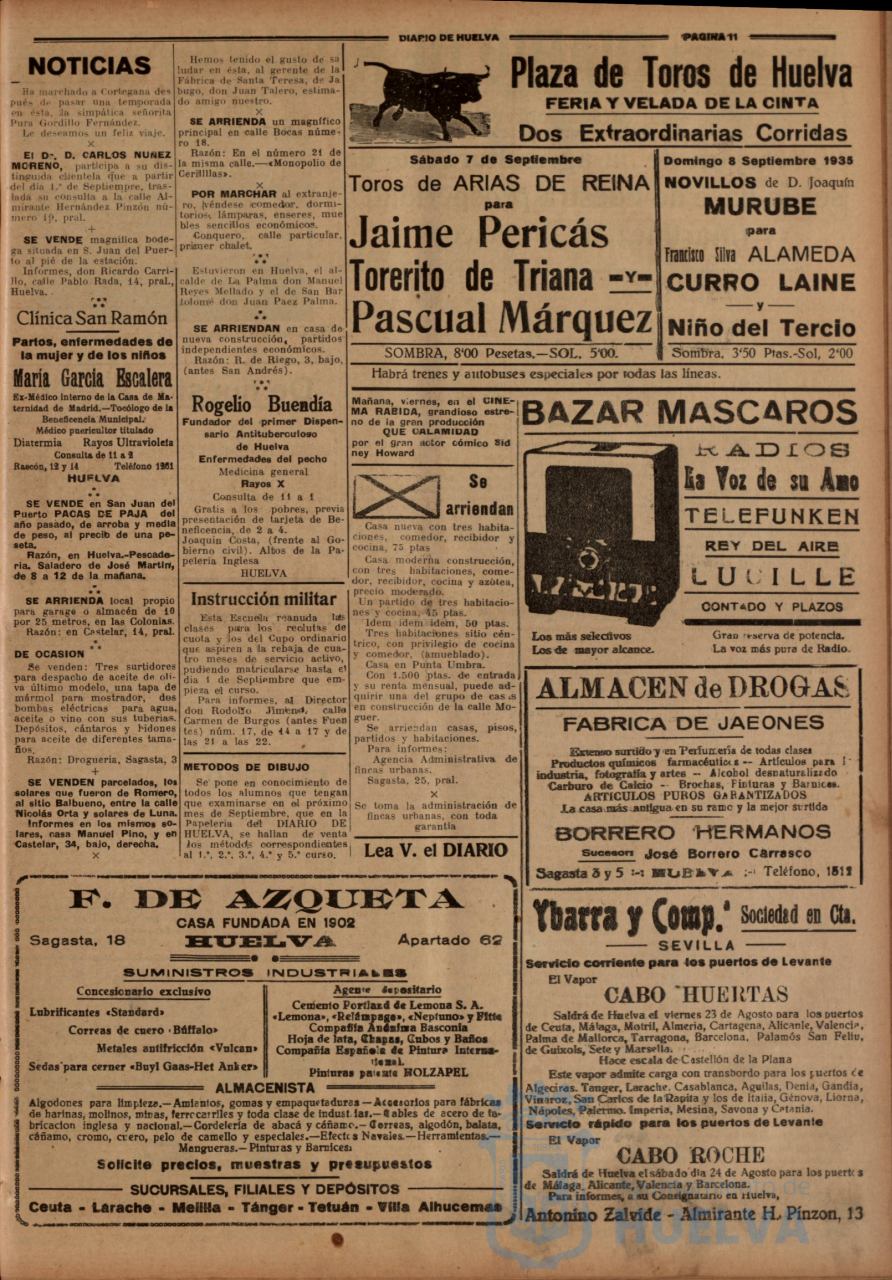 DIARIO DE HUELVA
PAGINA 11
NOTICIAS
Ha marchado a Cortegana des
pués de pasar una temporada
en ésta, la simpática señorita
Pura Gordillo Fernández.
Le deseamos un feliz viaje.
×
El Dr. D. CARLOS NUÑEZ
MORENO, participa a su dis-
tinguida clientela que a partir
del día 1.º de Septiembre, tras-
lada su consulta a la calle Al-
mirante Hernández Pinzón nú-
mero 19, pral.
+
SE VENDE magnífica bode-
ga situada en S. Juan del Puer-
to al pié de la estación.
Informes, don Ricardo Carri-
llo, calle Pablo Rada, 14, pral.,
Huelva.
Clínica San Ramón
Partos, enfermedades de
la mujer y de los niños
María García Escalera
Ex-Médico interno de la Casa de Ma-
ternidad de Madrid.—Tocólogo de la
Beneficencia Municipal.
Médico puericultor titulado
Diatermia Rayos Ultravioleta
Consulta de 11 a 2
Rascón, 12 y 14 Teléfono 1261
HUELVA
SE VENDE en San Juan del
Puerto PACAS DE PAJA del
año pasado, de arroba y media
de peso, al precib de una pe-
seta.
Razón, en Huelva.-Pescade-
ría. Saladero de José Martín,
de 8 a 12 de la mañana.
SE ARRIENDA local propio
para garage o almacén de 10
por 25 metros, en las Colonias.
Razón: en Castelar, 14, pral.
DE OCASION
Se venden: Tres surtidores
para despacho de aceite de oli-
va último modelo, una tapa de
mármol para mostrador, dos
bombas eléctricas para agua,
aceite o vino con sus tuberías.
Depósitos, cántaros y bidones
para aceite de diferentes tama-
ños.
Razón: Droguería, Sagasta, 3
+
SE VENDEN parcelados, los
solares que fueron de Romero,
al sitio Balbueno, entre la calle
Nicolás Orta y solares de Luna.
Informes en los mismos so-
lares, casa Manuel Pino, y en
Castelar, 34, bajo, derecha.
×
Hemos tenido el gusto de sa
ludar en ésta, al gerente de la
Fábrica de Santa Teresa, de Ja
bugo, don Juan Talero, estima-
do amigo nuestro.
×
SE ARRIENDA un magnífico
principal en calle Bocas núme-
ro 18.
Razón: En el número 21 de
la misma calle.—«Monopolio de
Cerilllas».
×
POR MARCHAR al extranje-
ro, véndese comedor, dormi-
torios, lámparas, enseres, mue
bles sencillos económicos.
Conquero, calle particular,
primer chalet.
Estuvieron en Huelva, el al-
calde de La Palma don Manuel
Reyes Mellado y el de San Bar
tolomé don Juan Paez Palma.
SE ARRIENDAN en casa de
nueva construcción, partidos
independientes económicos.
Razón: R. de Riego, 3, bajo,
(antes San Andrés).
Rogelio Buendía
Fundador del primer Dispen-
sario Antituberculoso
de Huelva
Enfermedades del pecho
Medicina general
Rayos X
Consulta de 11 a 1
Gratis a los pobres, previa
presentación de tarjeta de Be-
neficencia, de 2 a 4.
Joaquín Costa, (frente al Go-
bierno civil). Altos de la Pa-
pelería Inglesa
HUELVA
Instrucción militar
Esta Escuela reanuda las
clases para los reclutas de
cuota y los del Cupo ordinario
que aspiren a la rebaja de cua-
tro meses de servicio activo,
pudiendo matricularse hasta el
día 1 de Septiembre que em-
pieza el curso.
Para informes, al Director
don Rodolfo Jimena, calle
Carmen de Burgos (antes Fuen
tes) núm. 17, de 14 a 17 y de
las 21 a las 22.
METODOS DE DIBUJO
Se pone en conocimiento de
todos los alumnos que tengan
que examinarse en el próximo
mes de Septiembre, que en la
Papelería del DIARIO DE
HUELVA, se hallan de venta
los métodos correspondientes
al 1.º, 2.º, 3.º, 4.º y 5.º curso.
Plaza de Toros de Huelva
FERIA Y VELADA DE LA CINTA
Dos Extraordinarias Corridas
Sábado 7 de Septiembre
Toros de ARIAS DE REINA
para
Jaime Pericás
Torerito de Triana -Y-
Pascual Márquez
SOMBRA, 8'00 Pesetas.—SOL, 5'00.
Domingo 8 Septiembre 1935
NOVILLOS de D. Joaquín
MURUBE
para
Francisco Silva ALAMEDA
CURRO LAINE
y
Niño del Tercio
Sombra, 3'50 Ptas.-Sol, 2'00
Habrá trenes y autobuses especiales por todas las líneas.
Mañana, viernes, en el CINE-
MA RABIDA, grandioso estre-
no de la gran producción
QUE CALAMIDAD
por el gran actor cómico Sid
ney Howard
Se
arriendan
Casa nueva con tres habita-
ciones, comedor, recibidor y
cocina, 75 ptas
Casa moderna construcción,
con tres habitaciones, come-
dor, recibidor, cocina y azotea,
precio moderado.
Un partido de tres habitacio-
nes y cocina, 45 ptas.
Idem idem idem, 50 ptas.
Tres habitaciones sitio cén-
trico, con privilegio de cocina
y comedor, (amueblado).
Casa en Punta Umbra.
Con 1.500 ptas. de entrada
y su renta mensual, puede ad-
quirir una del grupo de casas
en construcción de la calle Mo-
guer.
Se arriendan casas, pisos,
partidos y habitaciones.
Para informes:
Agencia Administrativa de
fincas urbanas.
Sagasta, 25, pral.
×
Se toma la administración de
fincas urbanas, con toda
garantía
Lea V. el DIARIO
BAZAR MASCAROS
RADIOS
La Voz de su Amo
TELEFUNKEN
REY DEL AIRE
LUCILLE
CONTADO Y PLAZOS
Los más selectivos
Los de mayor alcance.
Gran reserva de potencia.
La voz más pura de Radio.
ALMACEN de DROGAS
FABRICA DE JABONES
Extenso surtido y en Perfumería de todas clases
Productos químicos farmacéuticos -- Artículos para l
industria, fotografía y artes -- Alcohol desnaturalizado
Carburo de Calcio -- Brochas, Pinturas y Barnices.
ARTICULOS PUROS GARANTIZADOS
La casa más antigua en su ramo y la mejor surtida
BORRERO HERMANOS
Sucesor: José Borrero Carrasco
Sagasta 3 y 5 :-: HUELVA :-: Teléfono, 1512
F. DE AZQUETA
CASA FUNDADA EN 1902
Sagasta, 18 HUELVA Apartado 62
SUMINISTROS INDUSTRIALES
Concesionario exclusivo
Lubrificantes «Standard»
Correas de cuero «Búffalo»
Metales antifricción «Vulcan»
Sedas para cerner «Buyl Gaas-Het Anker»
Agente depositario
Cemento Portland de Lemona S. A.
«Lemona», «Relámpago», «Neptuno» y Fitte
Compañía Anónima Basconia
Hoja de lata, Chapas, Cubos y Baños
Compañía Española de Pintura Interna-
cional.
Pinturas patente HOLZAPEL
ALMACENISTA
Algodones para limpieza.—Amiantos, gomas y empaquetaduras—Accesorios para fábricas
de harinas, molinos, minas, ferrocarriles y toda clase de industrias.—Cables de acero de fa-
bricación inglesa y nacional.—Cordelería de abacá y cáñamo.—Correas, algodón, balata,
cáñamo, cromo, cuero, pelo de camello y especiales.—Efectos Navales.—Herramientas.—
Mangueras.—Pinturas y Barnices.
Solicite precios, muestras y presupuestos
SUCURSALES, FILIALES Y DEPÓSITOS
Ceuta - Larache - Melilla - Tánger - Tetuán - Villa Alhucemas
Ybarra y Comp.ª Sociedad en Cta.
SEVILLA
Servicio corriente para los puertos de Levante
El Vapor
CABO HUERTAS
Saldrá de Huelva el viernes 23 de Agosto para los puertos
de Ceuta, Málaga, Motril, Almería, Cartagena, Alicante, Valencia,
Palma de Mallorca, Tarragona, Barcelona, Palamós San Feliu,
de Guixols, Sete y Marsella.
Hace escala de Castellón de la Plana
Este vapor admite carga con transbordo para los puertos de
Algeciras, Tanger, Larache, Casablanca, Aguilas, Denia, Gandía,
Vinaroz, San Carlos de la Rapita y los de Italia, Génova, Liorna,
Nápoles, Palermo, Imperia, Mesina, Savona y Catania.
Servicio rápido para los puertos de Levante
El Vapor
CABO ROCHE
Saldrá de Huelva el sábado día 24 de Agosto para los puertos
de Málaga, Alicante, Valencia y Barcelona.
Para informes, a su Consignatario en Huelva,
Antonino Zalvide - Almirante H. Pinzon, 13
HUELVA